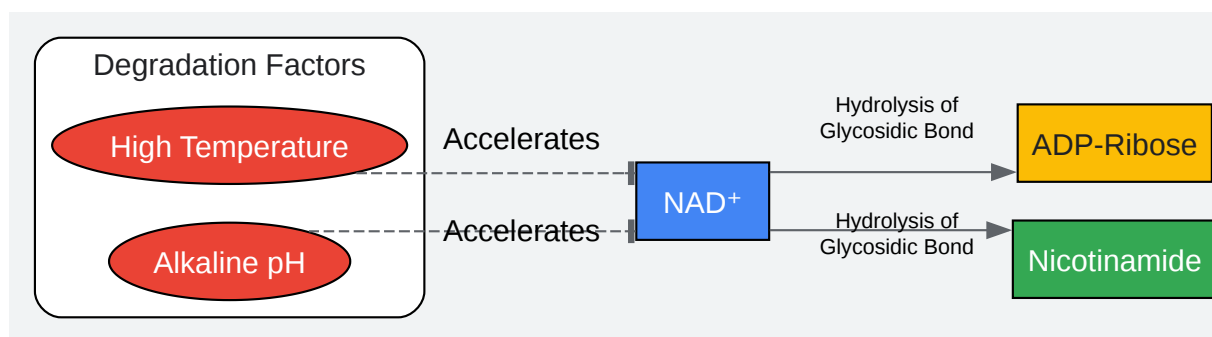 Degradation Factors
High Temperature
Alkaline pH
Accelerates
Accelerates
NAD⁺
Hydrolysis of
Glycosidic Bond
Hydrolysis of
Glycosidic Bond
ADP-Ribose
Nicotinamide